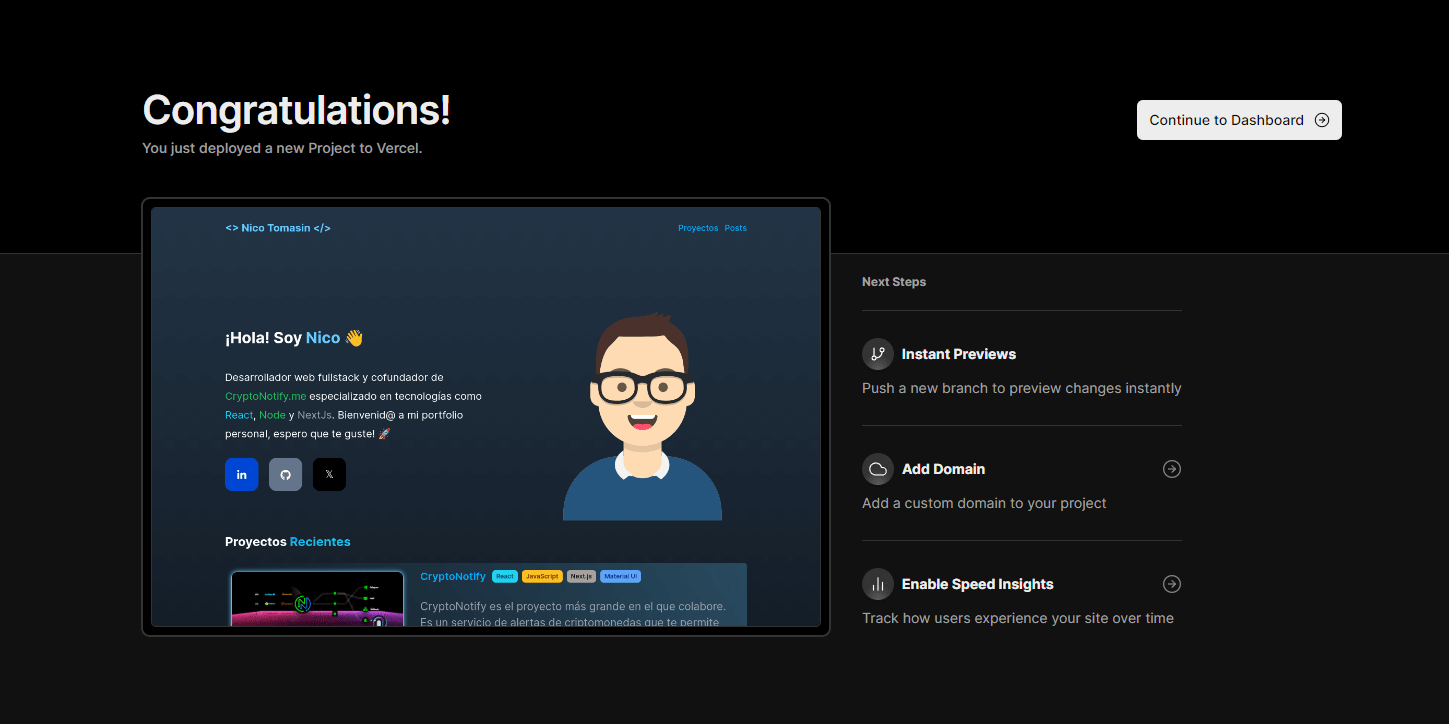 Congratulations!
You just deployed a new Project to Vercel.
Continue to Dashboard
<> Nico Tomasin </>
Proyectos Posts
¡Hola! Soy Nico 👋
Desarrollador web fullstack y cofundador de
CryptoNotify.me especializado en tecnologías como
React, Node y NextJs. Bienvenid@ a mi portfolio
personal, espero que te guste! 🚀
in
𝕏
Proyectos Recientes
CryptoNotify React JavaScript Next.js Material UI
CryptoNotify es el proyecto más grande en el que colabore.
Es un servicio de alertas de criptomonedas que te permite
Next Steps
Instant Previews
Push a new branch to preview changes instantly
Add Domain
Add a custom domain to your project
Enable Speed Insights
Track how users experience your site over time